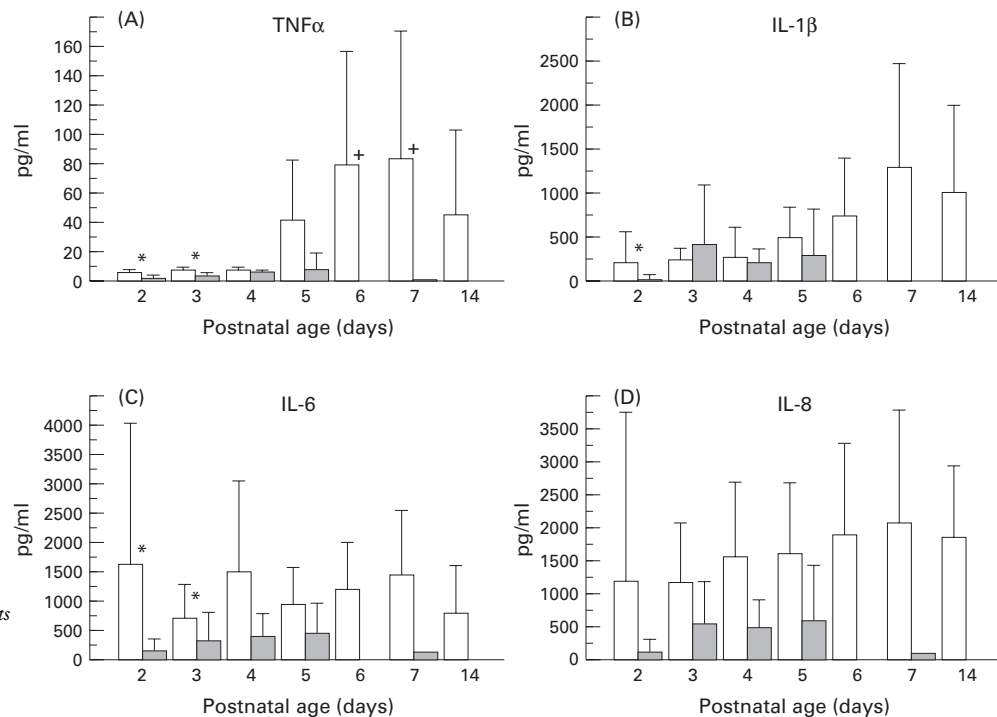 (A) TNFα
160
140
120
100
80
60
40
20
0
pg/ml
* * + +
2 3 4 5 6 7 14
Postnatal age (days)
(B) IL-1β
2500
2000
1500
1000
500
0
pg/ml
*
2 3 4 5 6 7 14
Postnatal age (days)
(C) IL-6
4000
3500
3000
2500
2000
1500
1000
500
0
pg/ml
* *
2 3 4 5 6 7 14
Postnatal age (days)
(D) IL-8
3500
3000
2500
2000
1500
1000
500
0
pg/ml
2 3 4 5 6 7 14
Postnatal age (days)
ts